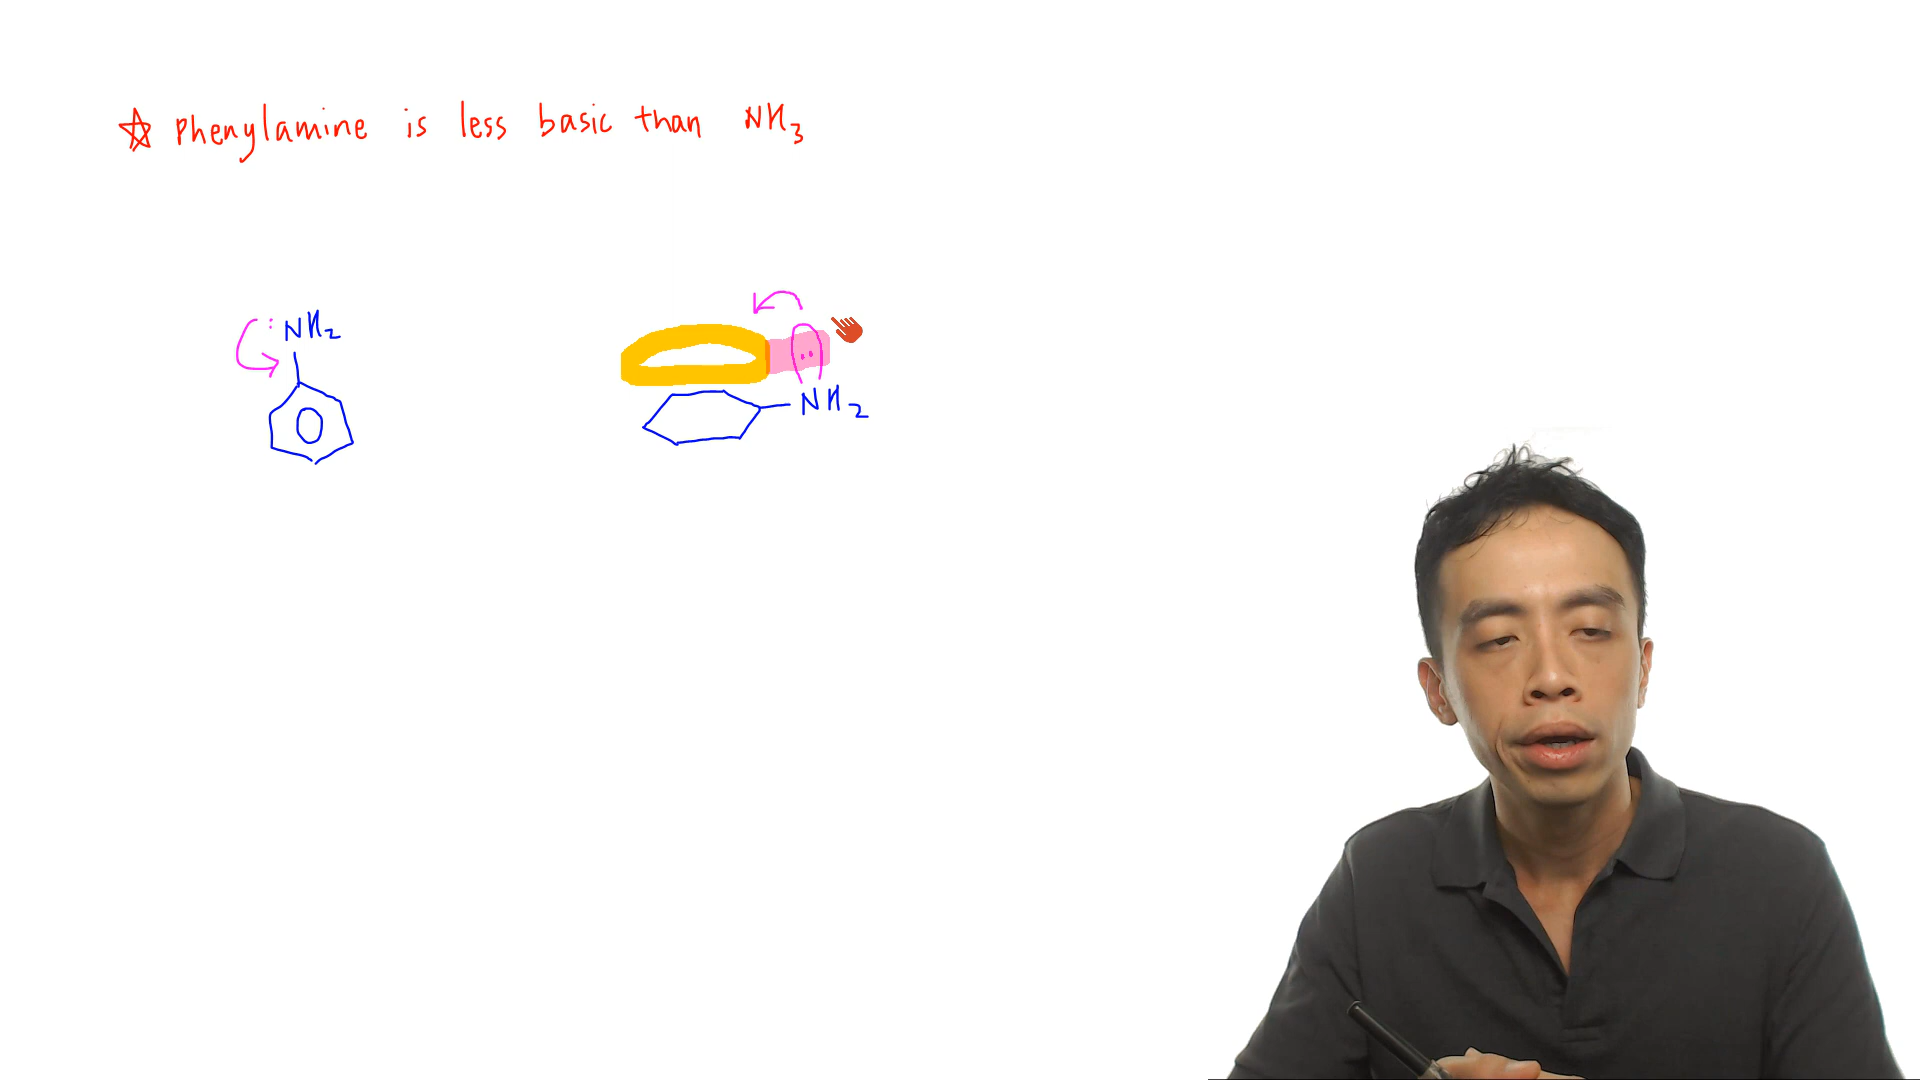 ☆ Phenylamine is less basic than NH₃
:NH₂
NH₂